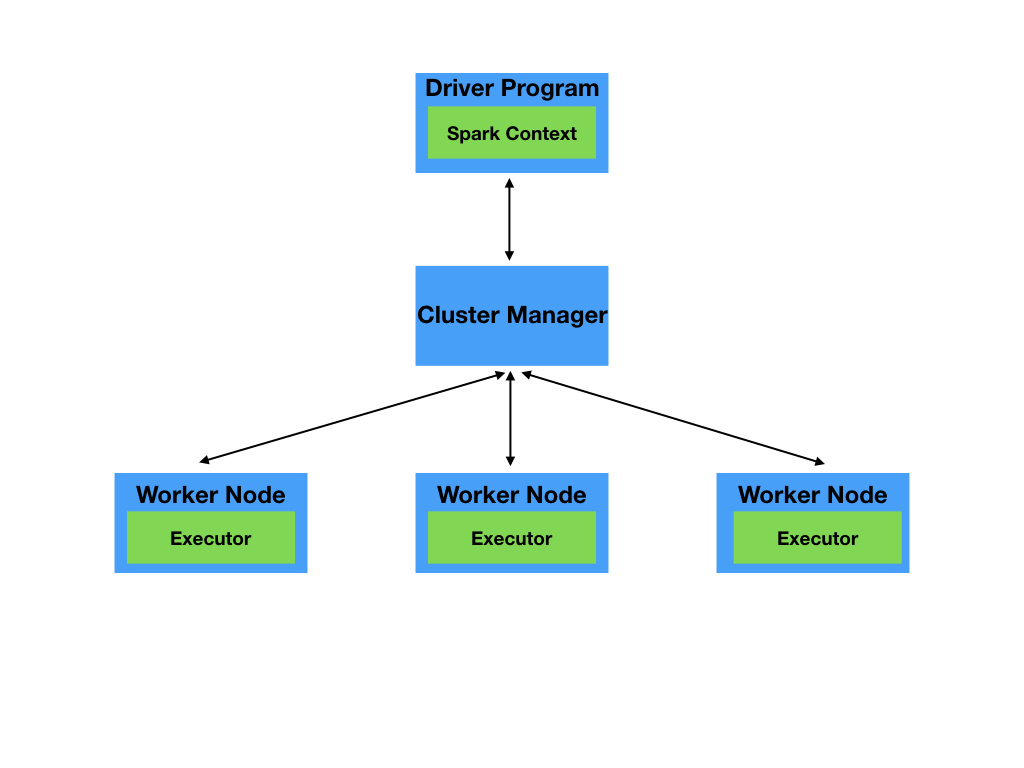 Driver Program
Spark Context
Cluster Manager
Worker Node
Executor
Worker Node
Executor
Worker Node
Executor